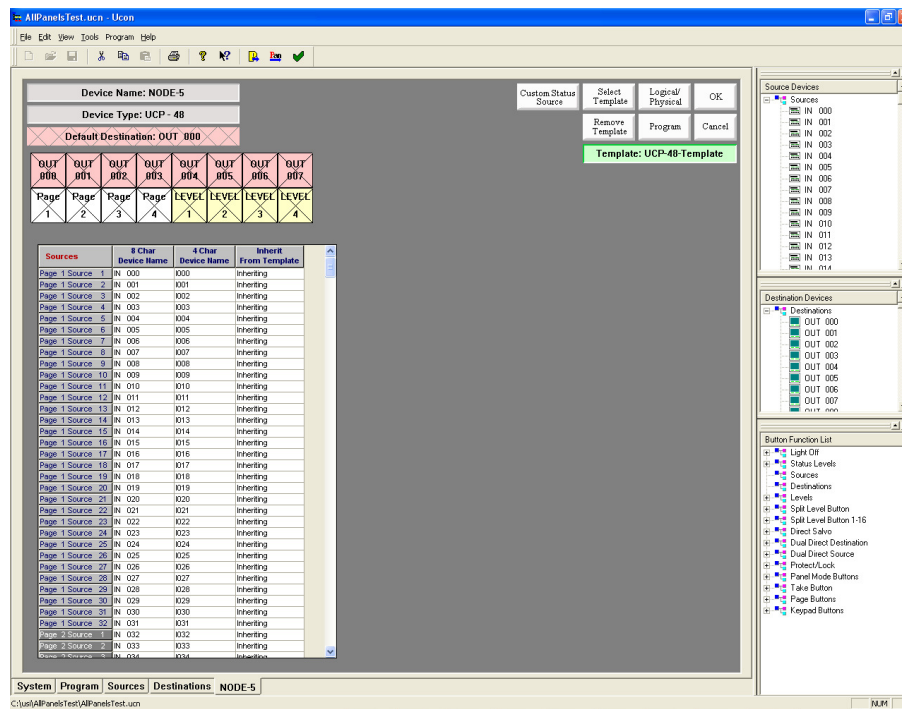 AllPanelsTest.ucn - Ucon
File Edit View Tools Program Help
Device Name: NODE-5
Device Type: UCP - 48
Default Destination: OUT 000
Custom Status Source
Select Template
Logical/ Physical
OK
Remove Template
Program
Cancel
Template: UCP-48-Template
OUT 000 OUT 001 OUT 002 OUT 003 OUT 004 OUT 005 OUT 006 OUT 007
Page 1 Page 2 Page 3 Page 4 LEVEL 1 LEVEL 2 LEVEL 3 LEVEL 4
Sources 8 Char Device Name 4 Char Device Name Inherit From Template
Page 1 Source 1 IN 000 I000 Inheriting
Page 1 Source 2 IN 001 I001 Inheriting
Page 1 Source 3 IN 002 I002 Inheriting
Page 1 Source 4 IN 003 I003 Inheriting
Page 1 Source 5 IN 004 I004 Inheriting
Page 1 Source 6 IN 005 I005 Inheriting
Page 1 Source 7 IN 006 I006 Inheriting
Page 1 Source 8 IN 007 I007 Inheriting
Page 1 Source 9 IN 008 I008 Inheriting
Page 1 Source 10 IN 009 I009 Inheriting
Page 1 Source 11 IN 010 I010 Inheriting
Page 1 Source 12 IN 011 I011 Inheriting
Page 1 Source 13 IN 012 I012 Inheriting
Page 1 Source 14 IN 013 I013 Inheriting
Page 1 Source 15 IN 014 I014 Inheriting
Page 1 Source 16 IN 015 I015 Inheriting
Page 1 Source 17 IN 016 I016 Inheriting
Page 1 Source 18 IN 017 I017 Inheriting
Page 1 Source 19 IN 018 I018 Inheriting
Page 1 Source 20 IN 019 I019 Inheriting
Page 1 Source 21 IN 020 I020 Inheriting
Page 1 Source 22 IN 021 I021 Inheriting
Page 1 Source 23 IN 022 I022 Inheriting
Page 1 Source 24 IN 023 I023 Inheriting
Page 1 Source 25 IN 024 I024 Inheriting
Page 1 Source 26 IN 025 I025 Inheriting
Page 1 Source 27 IN 026 I026 Inheriting
Page 1 Source 28 IN 027 I027 Inheriting
Page 1 Source 29 IN 028 I028 Inheriting
Page 1 Source 30 IN 029 I029 Inheriting
Page 1 Source 31 IN 030 I030 Inheriting
Page 1 Source 32 IN 031 I031 Inheriting
Page 2 Source 1 IN 032 I032 Inheriting
Page 2 Source 2 IN 033 I033 Inheriting
Page 2 Source 3 IN 034 I034 Inheriting
System Program Sources Destinations NODE-5
C:\usi\AllPanelsTest\AllPanelsTest.ucn
Source Devices
Sources
IN 000
IN 001
IN 002
IN 003
IN 004
IN 005
IN 006
IN 007
IN 008
IN 009
IN 010
IN 011
IN 012
IN 013
IN 014
Destination Devices
Destinations
OUT 000
OUT 001
OUT 002
OUT 003
OUT 004
OUT 005
OUT 006
OUT 007
OUT
Button Function List
Light Off
Status Levels
Sources
Destinations
Levels
Split Level Button
Split Level Button 1-16
Direct Salvo
Dual Direct Destination
Dual Direct Source
Protect/Lock
Panel Mode Buttons
Take Button
Page Buttons
Keypad Buttons
NUM